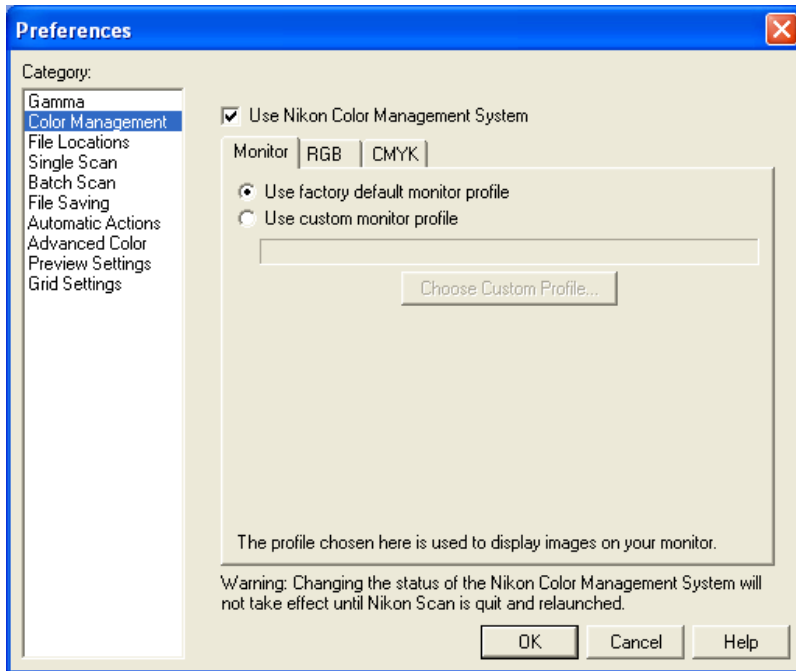 Preferences
Category:
Gamma
Color Management
File Locations
Single Scan
Batch Scan
File Saving
Automatic Actions
Advanced Color
Preview Settings
Grid Settings
Use Nikon Color Management System
Monitor RGB CMYK
Use factory default monitor profile
Use custom monitor profile
Choose Custom Profile...
The profile chosen here is used to display images on your monitor.
Warning: Changing the status of the Nikon Color Management System will
not take effect until Nikon Scan is quit and relaunched.
OK Cancel Help